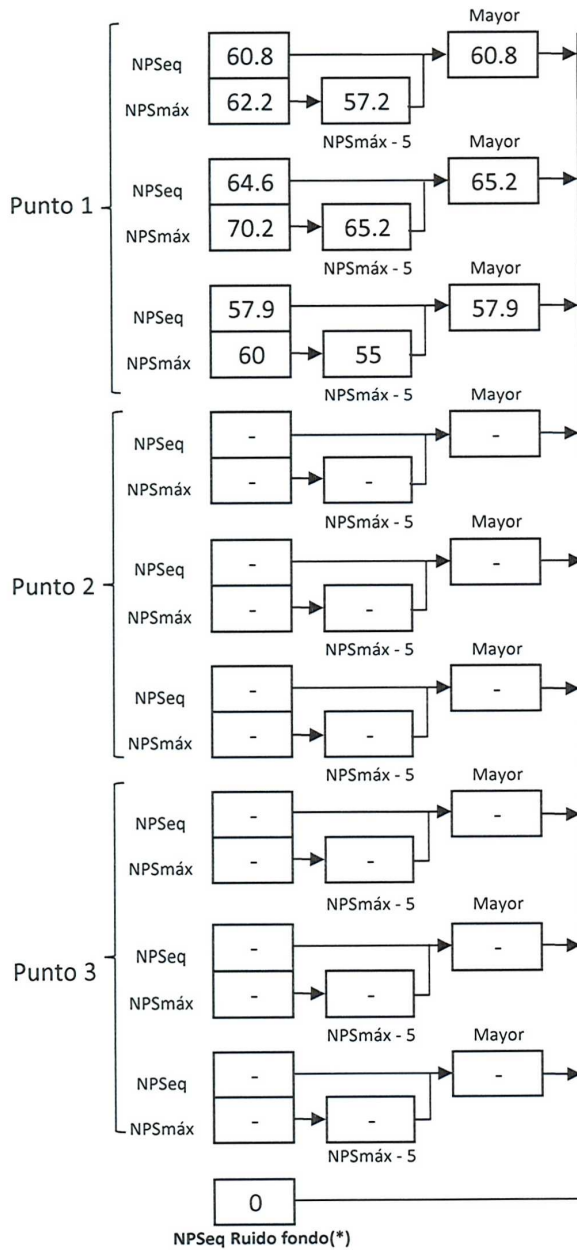 Mayor
NPSeq 60.8 60.8
NPSmáx 62.2 57.2
NPSmáx - 5
Mayor
NPSeq 64.6 65.2
Punto 1
NPSmáx 70.2 65.2
NPSmáx - 5
Mayor
NPSeq 57.9 57.9
NPSmáx 60 55
NPSmáx - 5
Mayor
NPSeq - -
NPSmáx - -
NPSmáx - 5
Mayor
NPSeq - -
Punto 2
NPSmáx - -
NPSmáx - 5
Mayor
NPSeq - -
NPSmáx - -
NPSmáx - 5
Mayor
NPSeq - -
NPSmáx - -
NPSmáx - 5
Mayor
NPSeq - -
Punto 3
NPSmáx - -
NPSmáx - 5
Mayor
NPSeq - -
NPSmáx - -
NPSmáx - 5
0
NPSeq Ruido fondo(*)